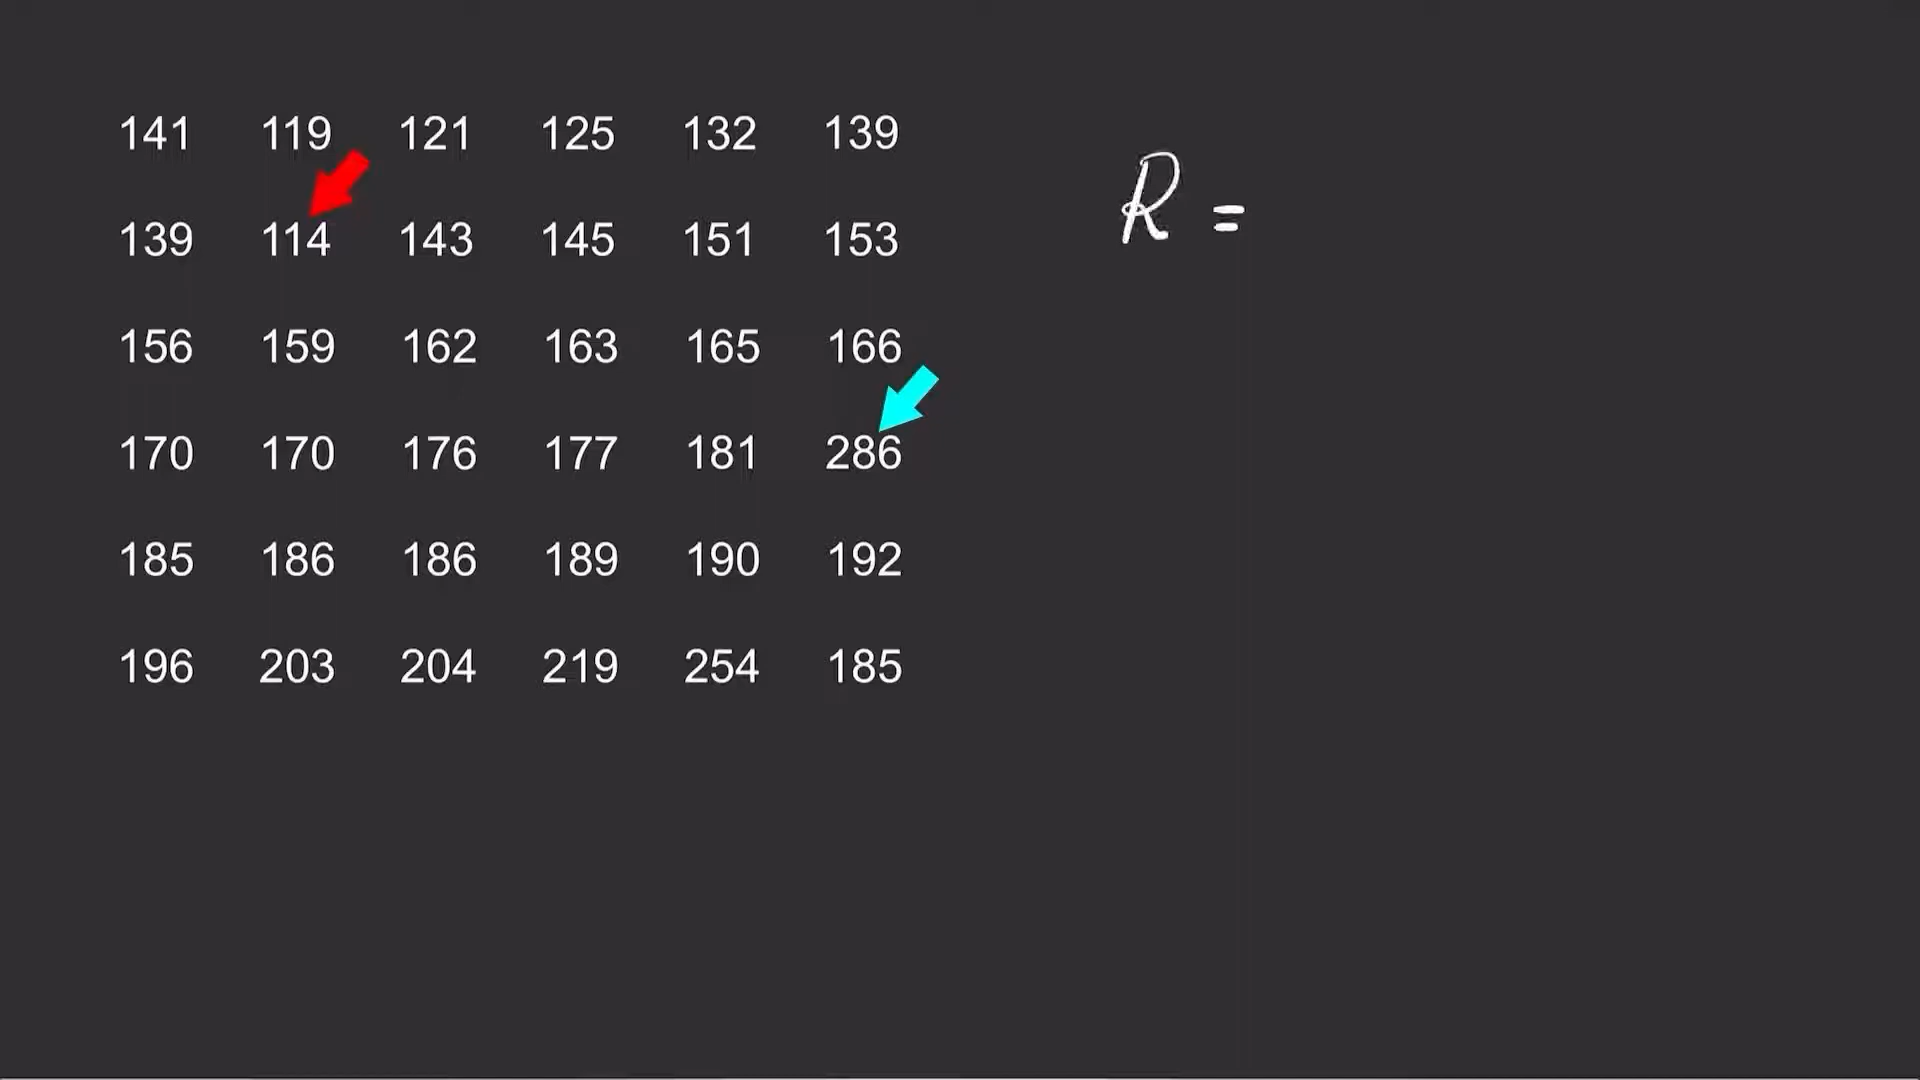 141 119 121 125 132 139
R =
139 114 143 145 151 153
156 159 162 163 165 166
170 170 176 177 181 286
185 186 186 189 190 192
196 203 204 219 254 185